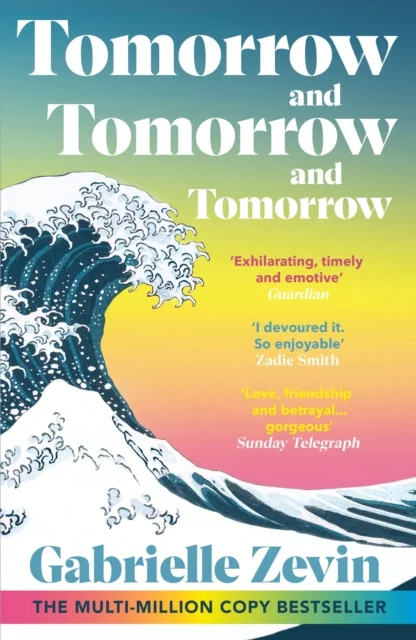 Tomorrow
and
Tomorrow
and
Tomorrow
‘Exhilarating, timely
and emotive’
Guardian
‘I devoured it.
So enjoyable’
Zadie Smith
‘Love, friendship
and betrayal...
gorgeous’
Sunday Telegraph
Gabrielle Zevin
THE MULTI-MILLION COPY BESTSELLER